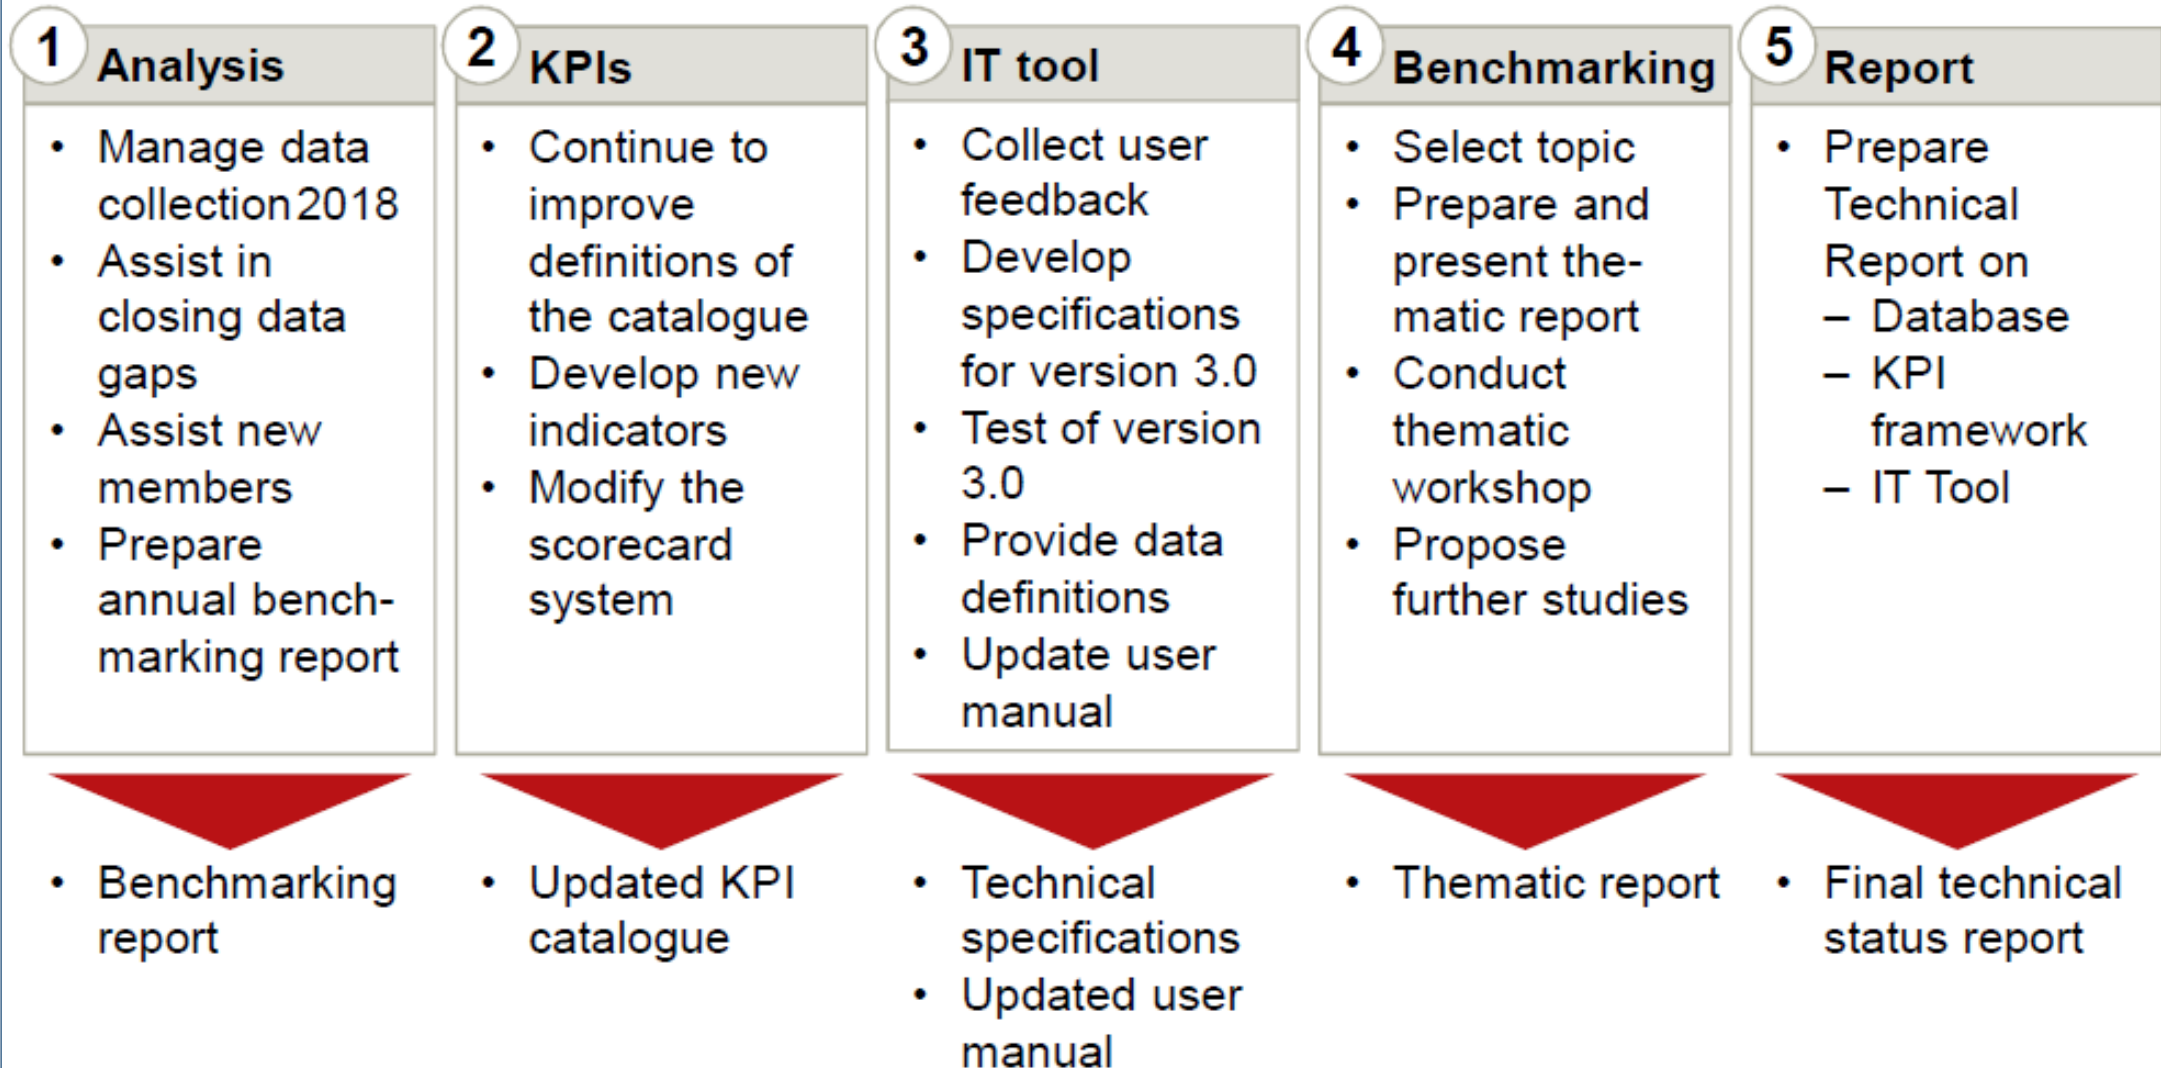 1 Analysis
• Manage data
collection 2018
• Assist in
closing data
gaps
• Assist new
members
• Prepare
annual bench-
marking report
• Benchmarking
report
2 KPIs
• Continue to
improve
definitions of
the catalogue
• Develop new
indicators
• Modify the
scorecard
system
• Updated KPI
catalogue
3 IT tool
• Collect user
feedback
• Develop
specifications
for version 3.0
• Test of version
3.0
• Provide data
definitions
• Update user
manual
• Technical
specifications
• Updated user
manual
4 Benchmarking
• Select topic
• Prepare and
present the-
matic report
• Conduct
thematic
workshop
• Propose
further studies
• Thematic report
5 Report
• Prepare
Technical
Report on
– Database
– KPI
framework
– IT Tool
• Final technical
status report